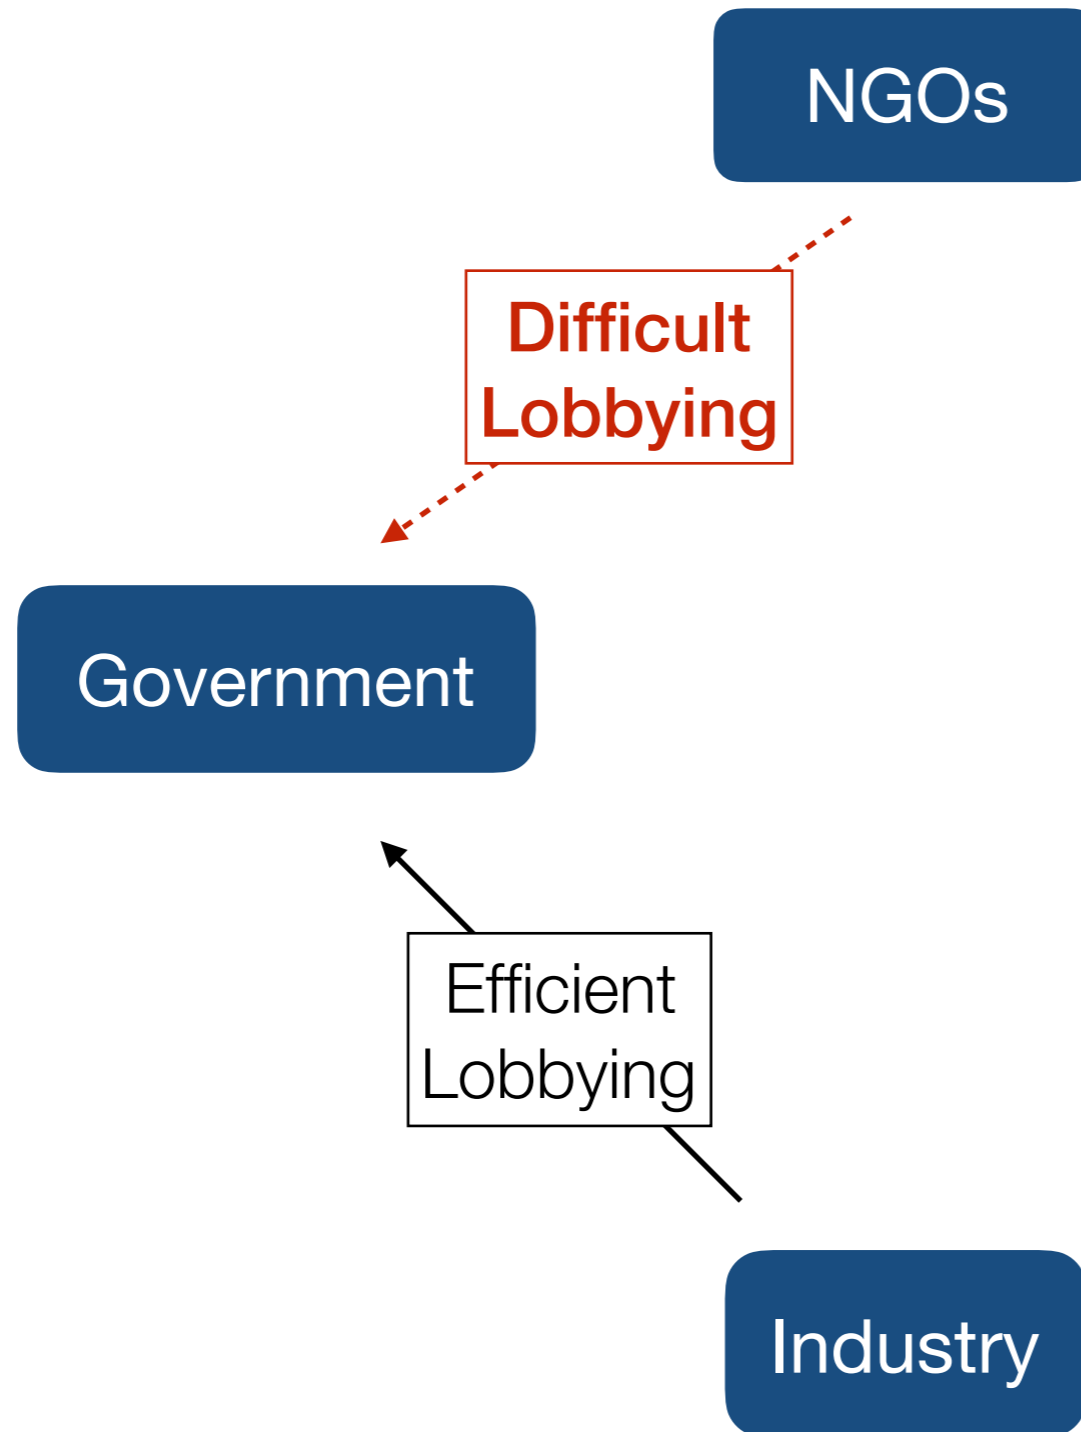 NGOs
Difficult
Lobbying
Government
Efficient
Lobbying
Industry